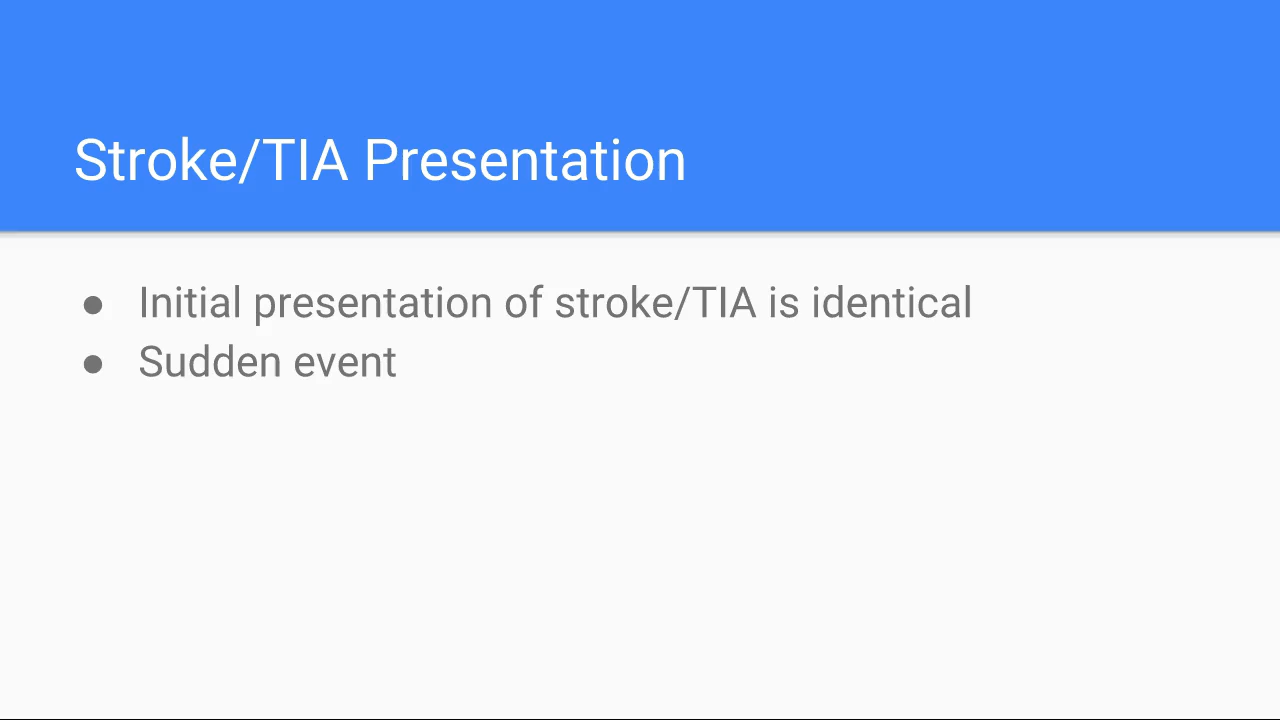 Stroke/TIA Presentation
● Initial presentation of stroke/TIA is identical
● Sudden event